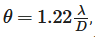 θ = 1.22 λ/D,